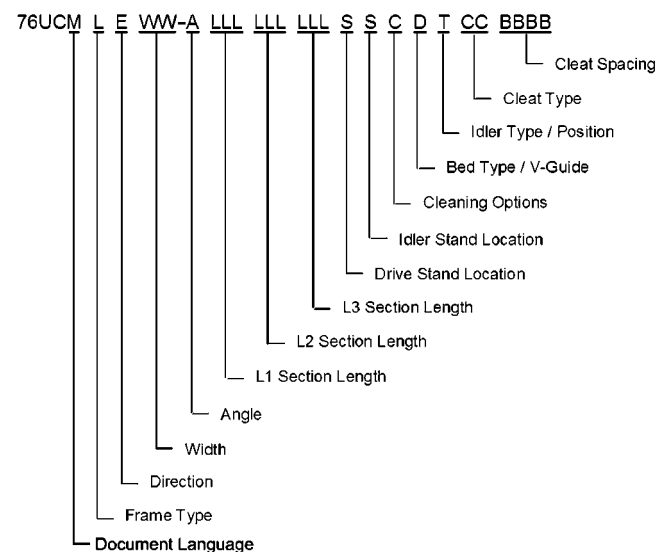 76UCM L E WW-A LLL LLL LLL S S C D T CC BBBB
Cleat Spacing
Cleat Type
Idler Type / Position
Bed Type / V-Guide
Cleaning Options
Idler Stand Location
Drive Stand Location
L3 Section Length
L2 Section Length
L1 Section Length
Angle
Width
Direction
Frame Type
Document Language